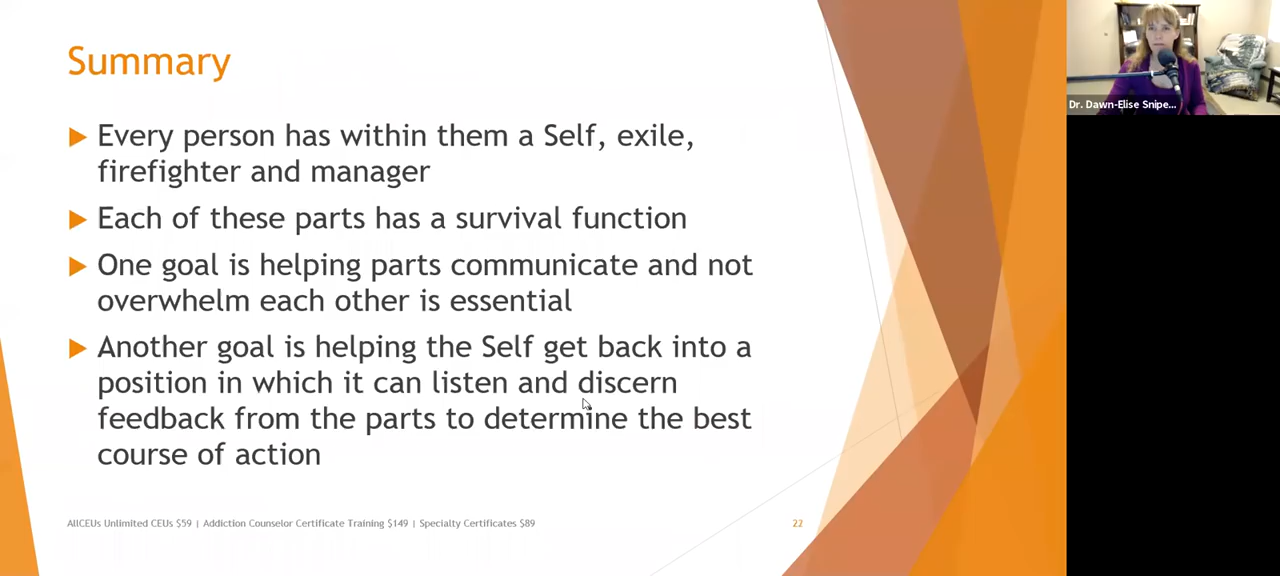 Summary
Every person has within them a Self, exile,
firefighter and manager
Each of these parts has a survival function
One goal is helping parts communicate and not
overwhelm each other is essential
Another goal is helping the Self get back into a
position in which it can listen and discern
feedback from the parts to determine the best
course of action
AllCEUs Unlimited CEUs $59 | Addiction Counselor Certificate Training $149 | Specialty Certificates $89
22
Dr. Dawn-Elise Snipe...